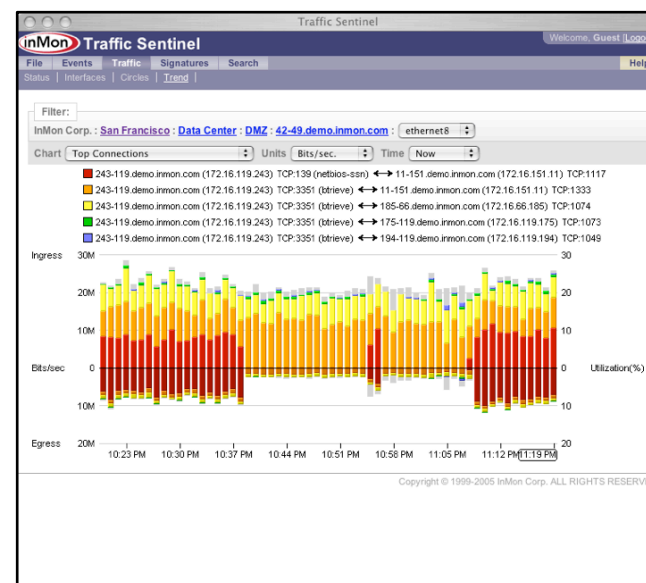 Traffic Sentinel
inMon Traffic Sentinel
Welcome, Guest [Logo
File Events Traffic Signatures Search Help
Status | Interfaces | Circles | Trend |
Filter:
InMon Corp. : San Francisco : Data Center : DMZ : 42-49.demo.inmon.com : ethernet8
Chart Top Connections Units Bits/sec. Time Now
243-119.demo.inmon.com (172.16.119.243) TCP:139 (netbios-ssn) ↔ 11-151.demo.inmon.com (172.16.151.11) TCP:1117
243-119.demo.inmon.com (172.16.119.243) TCP:3351 (btrieve) ↔ 11-151.demo.inmon.com (172.16.151.11) TCP:1333
243-119.demo.inmon.com (172.16.119.243) TCP:3351 (btrieve) ↔ 185-66.demo.inmon.com (172.16.66.185) TCP:1074
243-119.demo.inmon.com (172.16.119.243) TCP:3351 (btrieve) ↔ 175-119.demo.inmon.com (172.16.119.175) TCP:1073
243-119.demo.inmon.com (172.16.119.243) TCP:3351 (btrieve) ↔ 194-119.demo.inmon.com (172.16.119.194) TCP:1049
Ingress 30M 30
20M 20
10M 10
Bits/sec 0 0 Utilization(%)
10M 10
Egress 20M 20
10:23 PM 10:30 PM 10:37 PM 10:44 PM 10:51 PM 10:58 PM 11:05 PM 11:12 PM 11:19 PM
Copyright © 1999-2005 InMon Corp. ALL RIGHTS RESERV